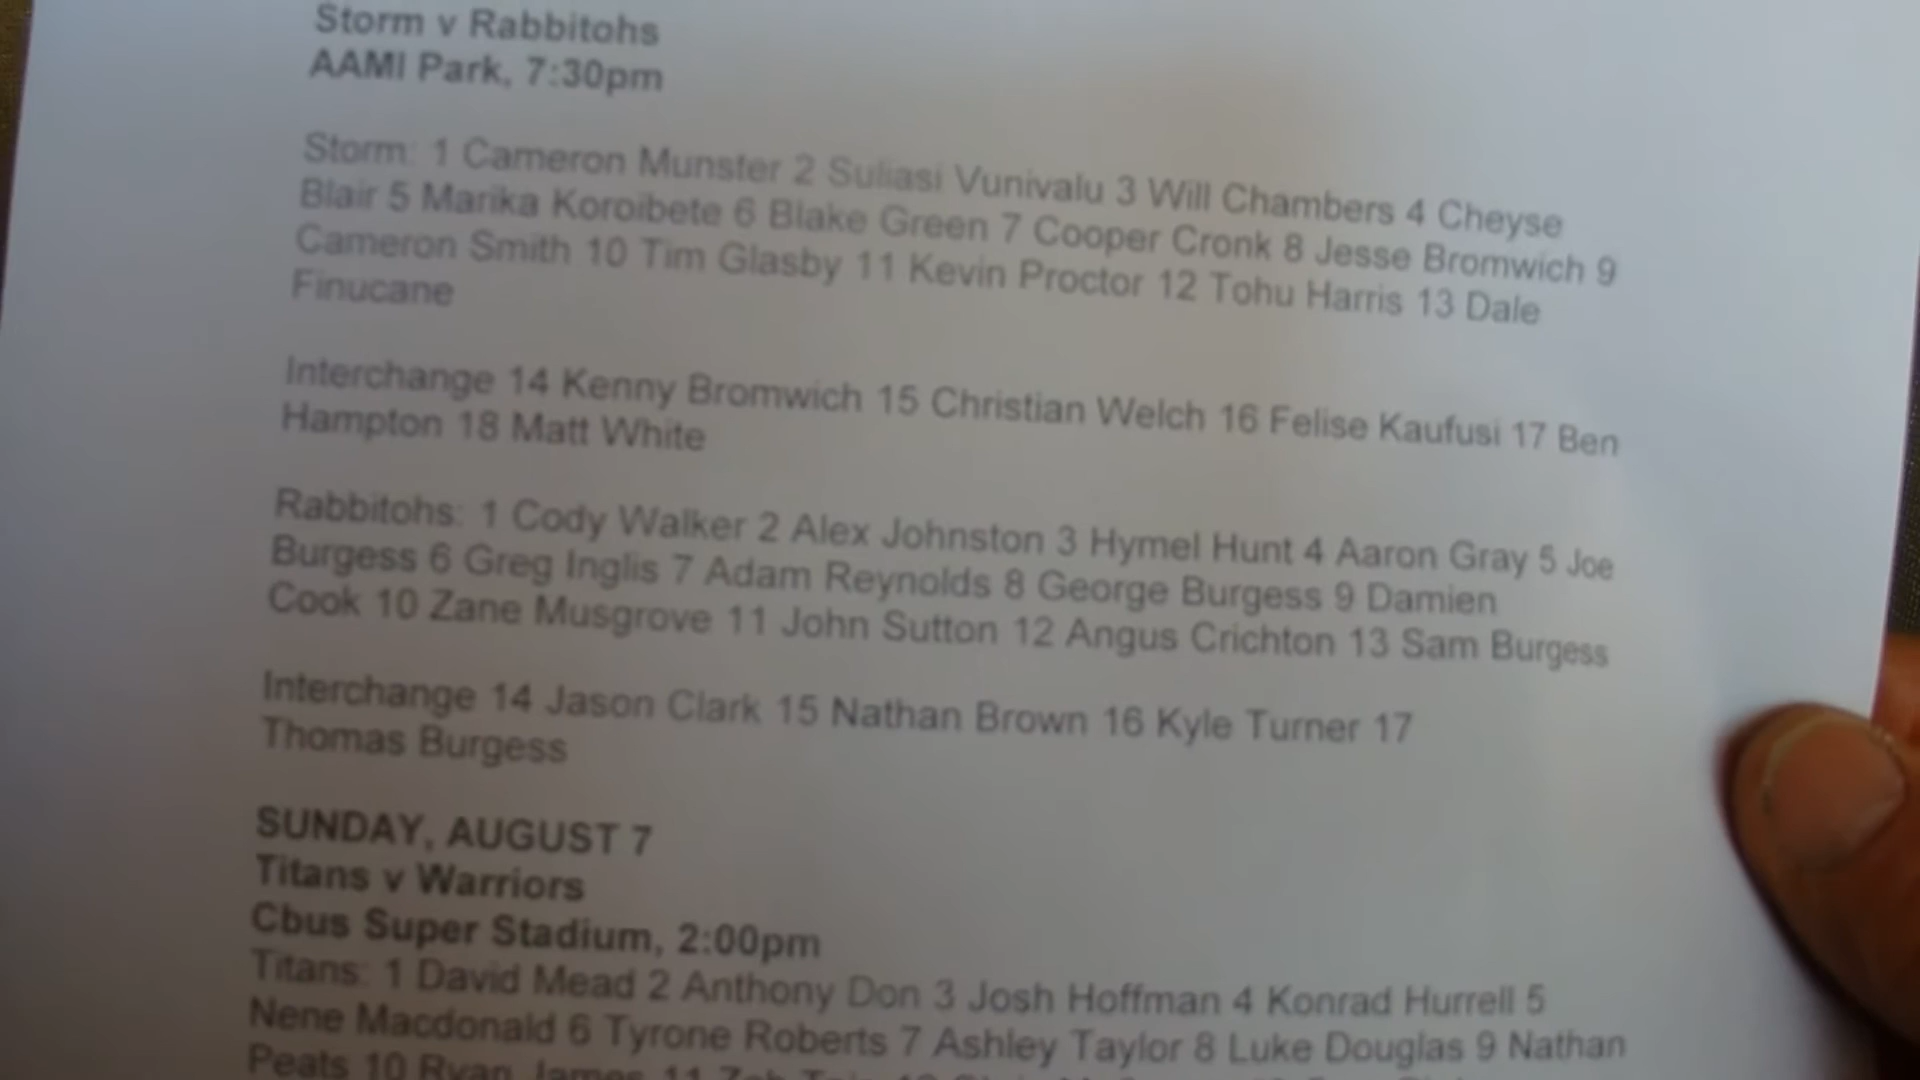 Storm v Rabbitohs
AAMI Park, 7:30pm
Storm: 1 Cameron Munster 2 Suliasi Vunivalu 3 Will Chambers 4 Cheyse
Blair 5 Marika Koroibete 6 Blake Green 7 Cooper Cronk 8 Jesse Bromwich 9
Cameron Smith 10 Tim Glasby 11 Kevin Proctor 12 Tohu Harris 13 Dale
Finucane
Interchange 14 Kenny Bromwich 15 Christian Welch 16 Felise Kaufusi 17 Ben
Hampton 18 Matt White
Rabbitohs: 1 Cody Walker 2 Alex Johnston 3 Hymel Hunt 4 Aaron Gray 5 Joe
Burgess 6 Greg Inglis 7 Adam Reynolds 8 George Burgess 9 Damien
Cook 10 Zane Musgrove 11 John Sutton 12 Angus Crichton 13 Sam Burgess
Interchange 14 Jason Clark 15 Nathan Brown 16 Kyle Turner 17
Thomas Burgess
SUNDAY, AUGUST 7
Titans v Warriors
Cbus Super Stadium, 2:00pm
Titans: 1 David Mead 2 Anthony Don 3 Josh Hoffman 4 Konrad Hurrell 5
Nene Macdonald 6 Tyrone Roberts 7 Ashley Taylor 8 Luke Douglas 9 Nathan
Peats 10 Ryan James 11